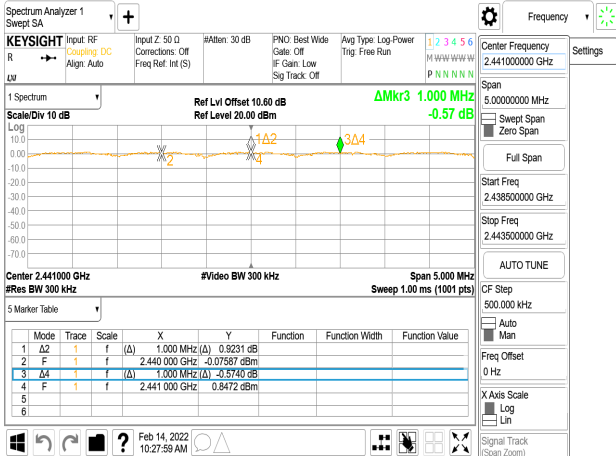 Spectrum Analyzer 1
Swept SA
Frequency
KEYSIGHT
R
Input: RF
Coupling: DC
Align: Auto
Input Z: 50 Ω
Corrections: Off
Freq Ref: Int (S)
#Atten: 30 dB
PNO: Best Wide
Gate: Off
IF Gain: Low
Sig Track: Off
Avg Type: Log-Power
Trig: Free Run
1 2 3 4 5 6
M W W W W W
P N N N N N
1 Spectrum
Scale/Div 10 dB
Ref Lvl Offset 10.60 dB
Ref Level 20.00 dBm
ΔMkr3 1.000 MHz
-0.57 dB
Log
10.0
0.00
-10.0
-20.0
-30.0
-40.0
-50.0
-60.0
-70.0
2
1Δ2
4
3Δ4
Center 2.441000 GHz
#Res BW 300 kHz
#Video BW 300 kHz
Span 5.000 MHz
Sweep 1.00 ms (1001 pts)
5 Marker Table
Mode Trace Scale X Y Function Function Width Function Value
1 Δ2 1 f (Δ) 1.000 MHz (Δ) 0.9231 dB
2 F 1 f 2.440 000 GHz -0.07587 dBm
3 Δ4 1 f (Δ) 1.000 MHz (Δ) -0.5740 dB
4 F 1 f 2.441 000 GHz 0.8472 dBm
5
6
Feb 14, 2022
10:27:59 AM
Center Frequency
2.441000000 GHz
Settings
Span
5.00000000 MHz
Swept Span
Zero Span
Full Span
Start Freq
2.438500000 GHz
Stop Freq
2.443500000 GHz
AUTO TUNE
CF Step
500.000 kHz
Auto
Man
Freq Offset
0 Hz
X Axis Scale
Log
Lin
Signal Track
(Span Zoom)